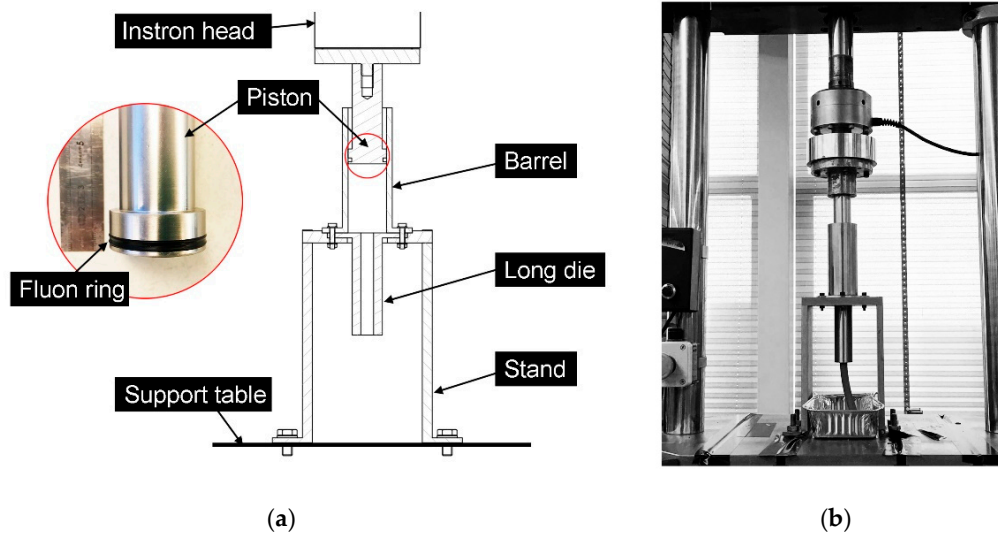 Instron head
Piston
Barrel
Fluon ring
Long die
Stand
Support table
(a)
(b)